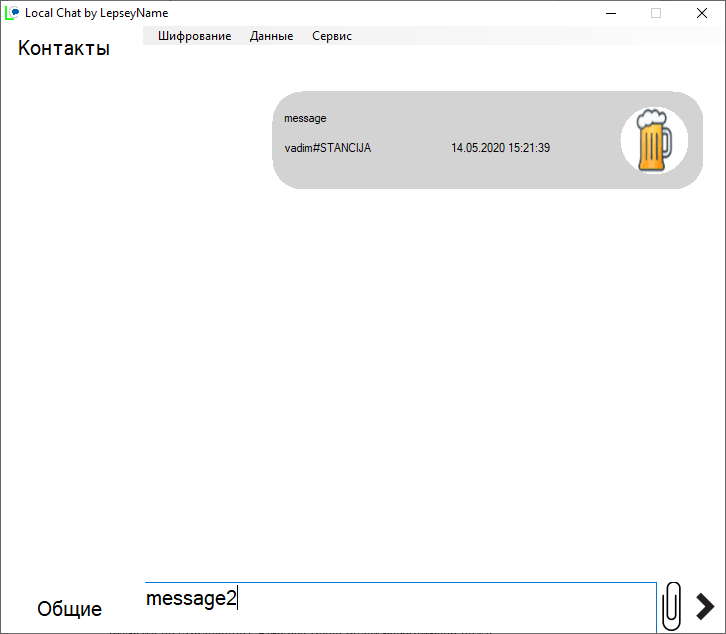 Local Chat by LepseyName
Контакты
Шифрование Данные Сервис
message
vadim#STANCIJA 14.05.2020 15:21:39
Общие
message2